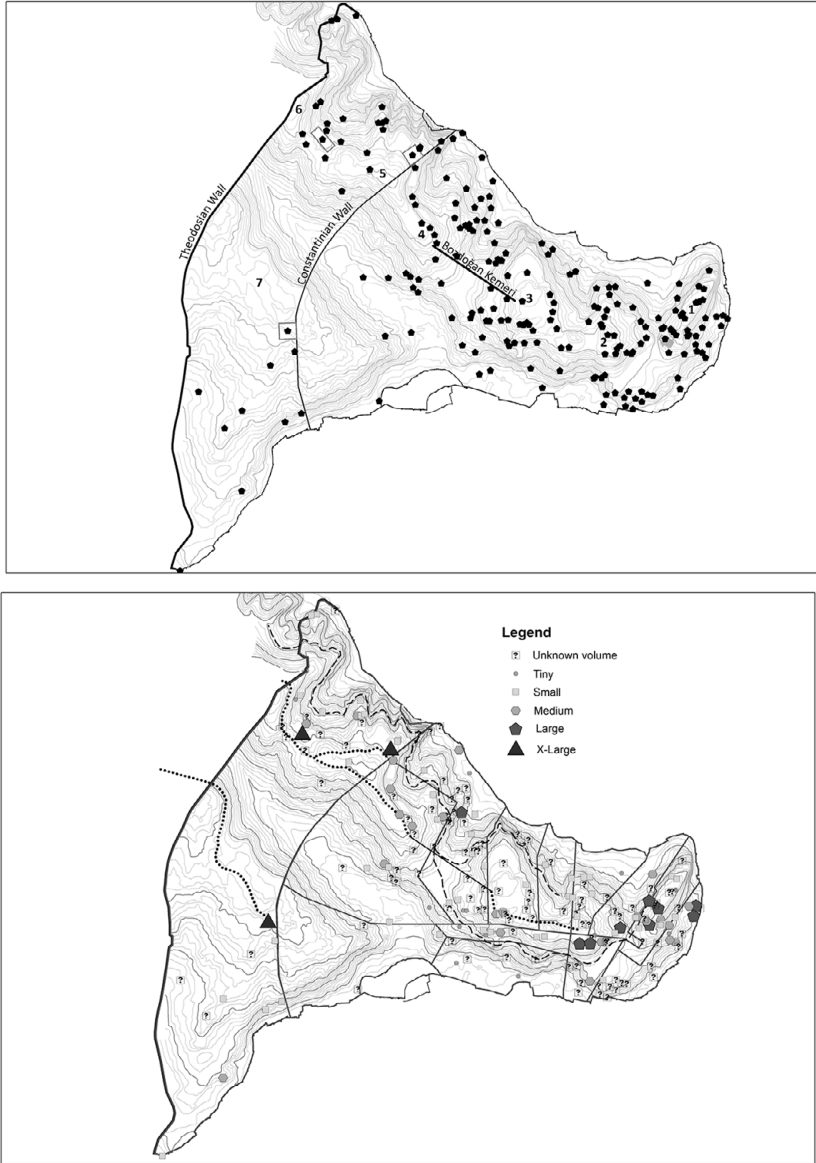 6
5
Theodosian Wall
Constantinian Wall
4
Bozdoğan Kemeri
7
3
1
2
Legend
? Unknown volume
Tiny
Small
Medium
Large
X-Large